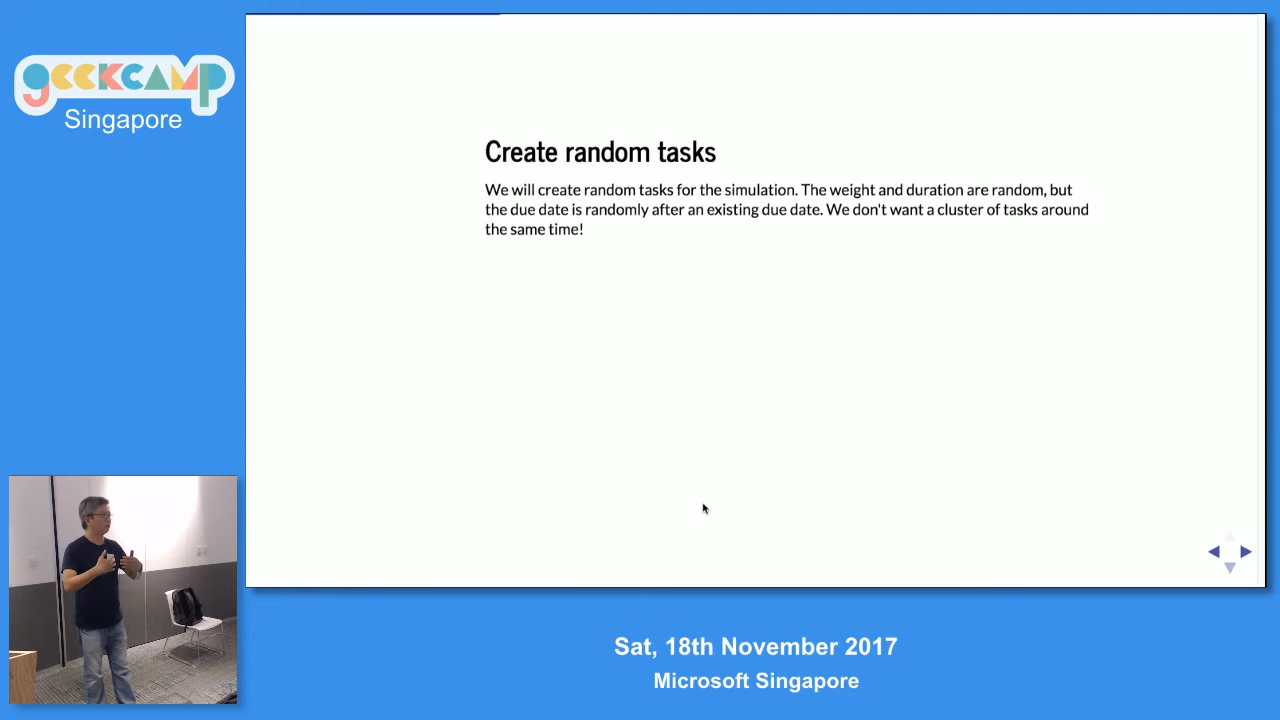 geekcamp
Singapore
Create random tasks
We will create random tasks for the simulation. The weight and duration are random, but
the due date is randomly after an existing due date. We don't want a cluster of tasks around
the same time!
Sat, 18th November 2017
Microsoft Singapore